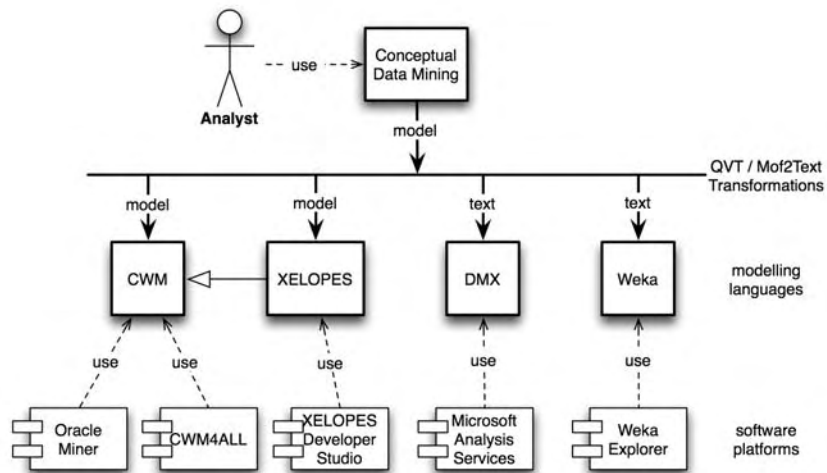 Conceptual
Data Mining
use
Analyst
model
QVT / Mof2Text
Transformations
model
model
text
text
CWM
XELOPES
DMX
Weka
modelling
languages
use
use
use
use
use
Oracle
Miner
CWM4ALL
XELOPES
Developer
Studio
Microsoft
Analysis
Services
Weka
Explorer
software
platforms